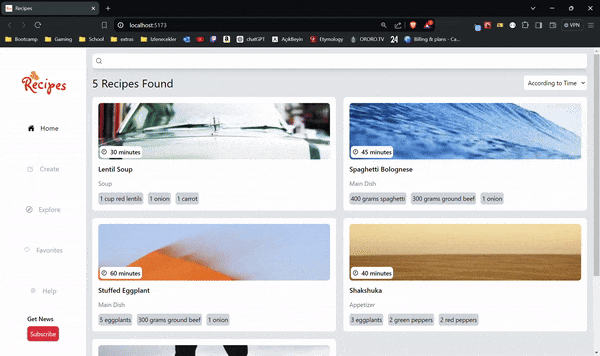 Recipes
localhost:5173
VPN
Bootcamp
Gaming
School
extras
İzlenecekler
chatGPT
AçıkBeyin
Etymology
ORORO.TV
24
Billing & plans - Ca...
Recipes
Home
Create
Explore
Favorites
Help
Get News
Subscribe
5 Recipes Found
According to Time
30 minutes
Lentil Soup
Soup
1 cup red lentils 1 onion 1 carrot
45 minutes
Spaghetti Bolognese
Main Dish
400 grams spaghetti 300 grams ground beef 1 onion
60 minutes
Stuffed Eggplant
Main Dish
5 eggplants 300 grams ground beef 1 onion
40 minutes
Shakshuka
Appetizer
3 eggplants 2 green peppers 2 red peppers